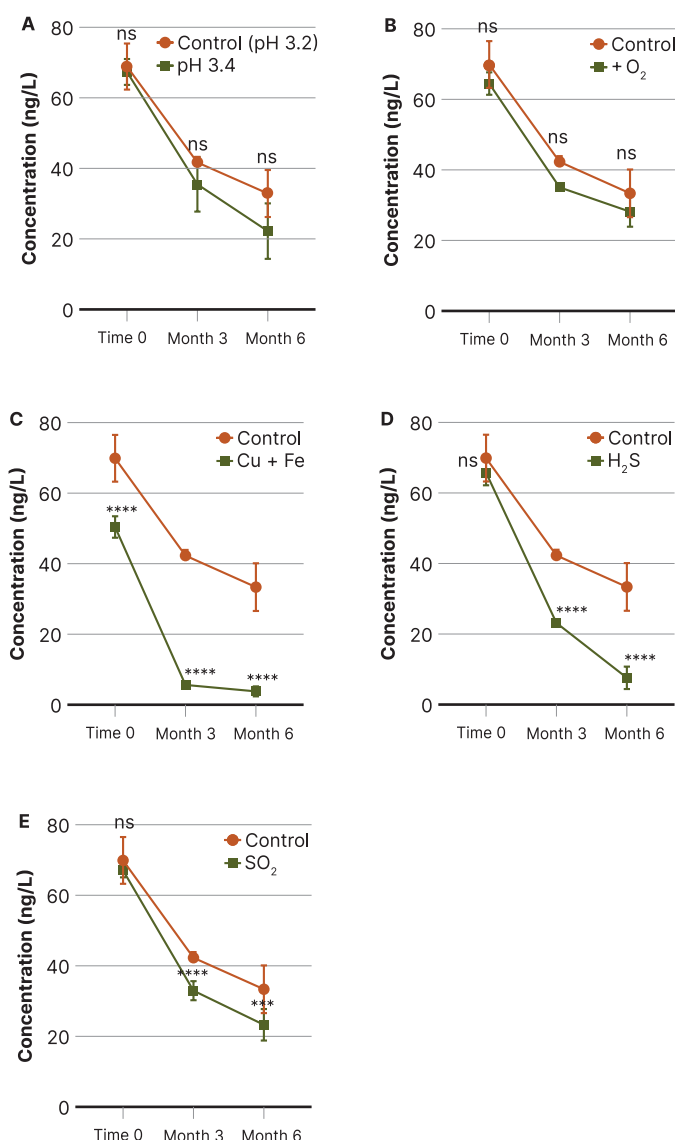 A
Control (pH 3.2)
pH 3.4
Concentration (ng/L)
80
60
40
20
0
ns
ns
ns
Time 0 Month 3 Month 6
B
Control
+ O₂
Concentration (ng/L)
80
60
40
20
0
ns
ns
ns
Time 0 Month 3 Month 6
C
Control
Cu + Fe
Concentration (ng/L)
80
60
40
20
0
****
****
****
Time 0 Month 3 Month 6
D
Control
H₂S
Concentration (ng/L)
80
60
40
20
0
ns
****
****
Time 0 Month 3 Month 6
E
Control
SO₂
Concentration (ng/L)
80
60
40
20
0
ns
****
***
Time 0 Month 3 Month 6